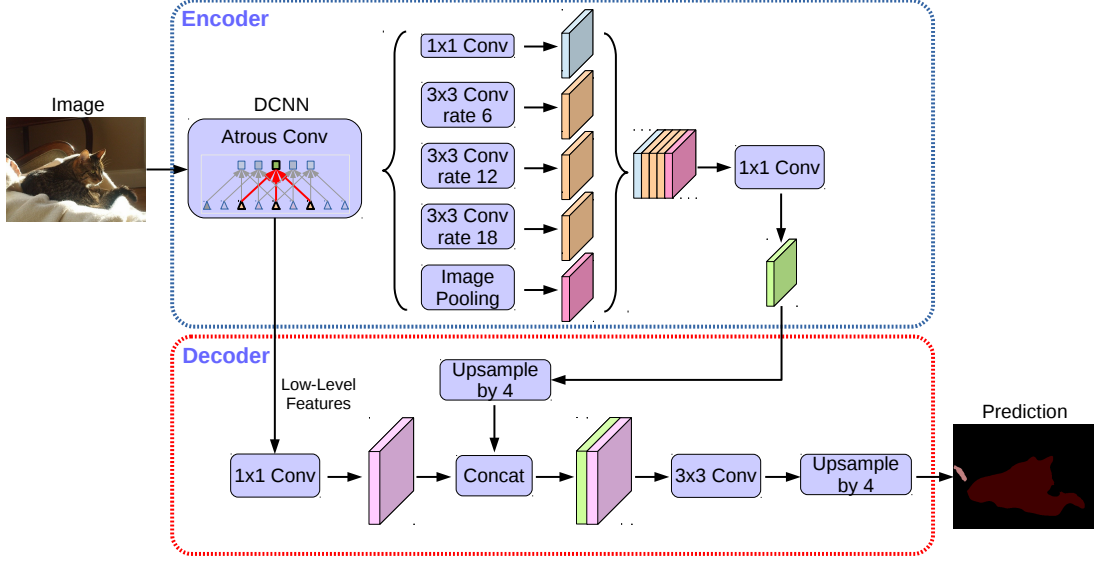 Encoder
Image
DCNN
Atrous Conv
1x1 Conv
3x3 Conv
rate 6
3x3 Conv
rate 12
3x3 Conv
rate 18
Image
Pooling
1x1 Conv
Decoder
Low-Level
Features
Upsample
by 4
1x1 Conv
Concat
3x3 Conv
Upsample
by 4
Prediction